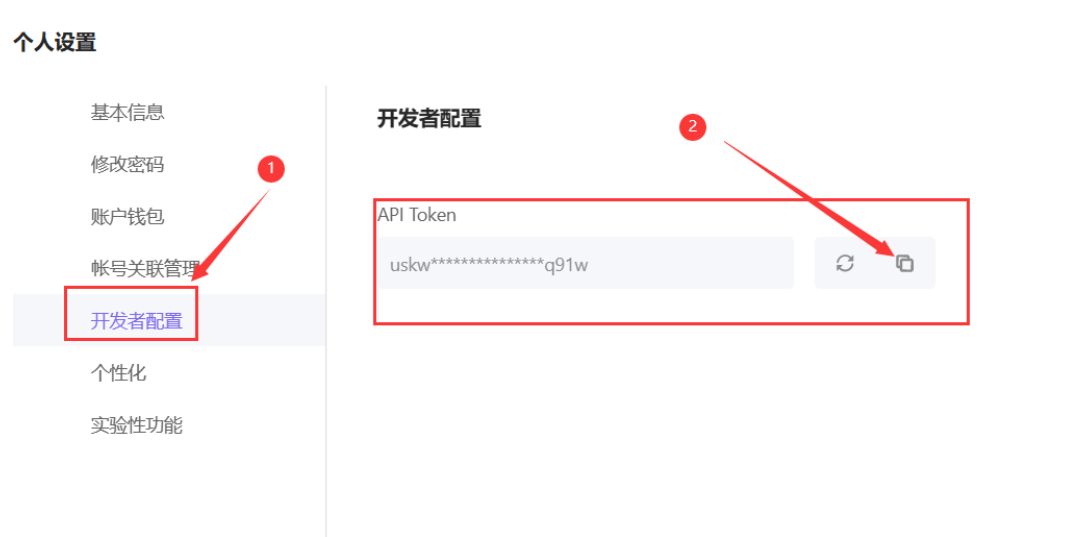 个人设置
基本信息
修改密码
账户钱包
帐号关联管理
开发者配置
个性化
实验性功能
1
开发者配置
2
API Token
uskw***************q91w